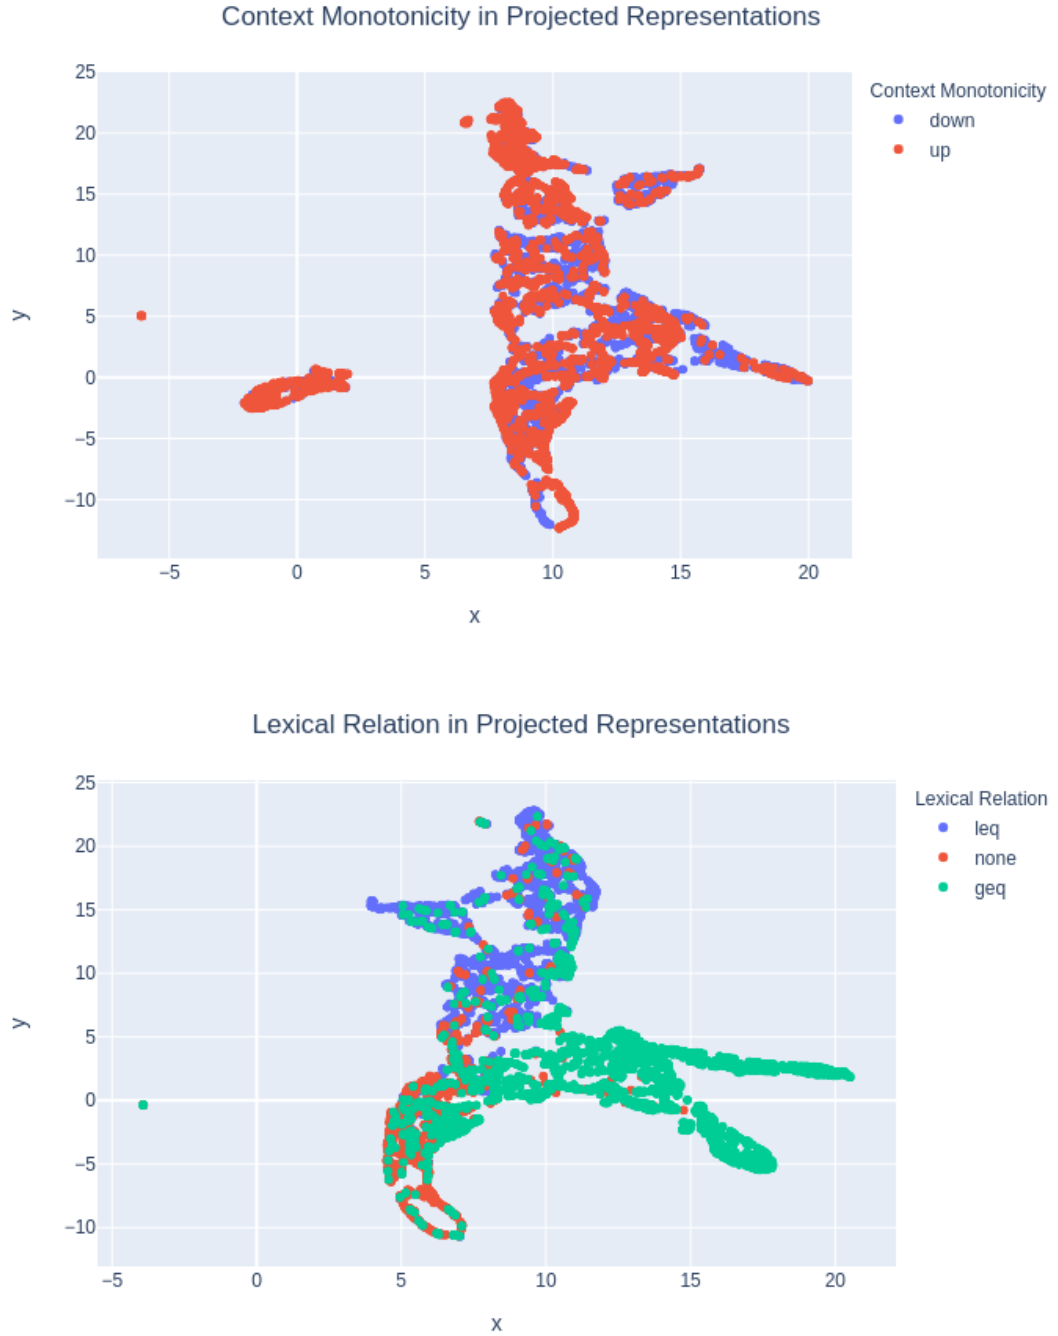 Context Monotonicity in Projected Representations
25
20
15
10
5
0
−5
−10
y
−5 0 5 10 15 20
x
Context Monotonicity
down
up
Lexical Relation in Projected Representations
25
20
15
10
5
0
−5
−10
y
−5 0 5 10 15 20
x
Lexical Relation
leq
none
geq